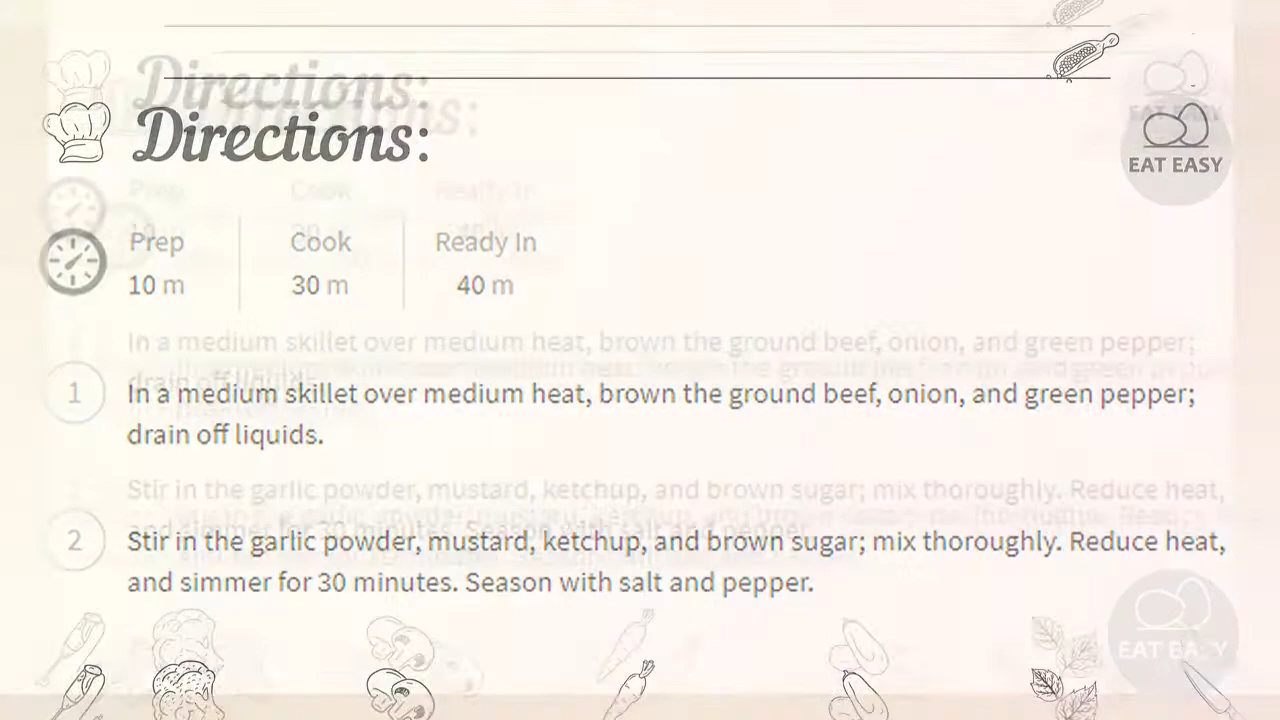 Directions:
EAT EASY
Prep Cook Ready In
10 m 30 m 40 m
1 In a medium skillet over medium heat, brown the ground beef, onion, and green pepper;
drain off liquids.
2 Stir in the garlic powder, mustard, ketchup, and brown sugar; mix thoroughly. Reduce heat,
and simmer for 30 minutes. Season with salt and pepper.
EAT EASY